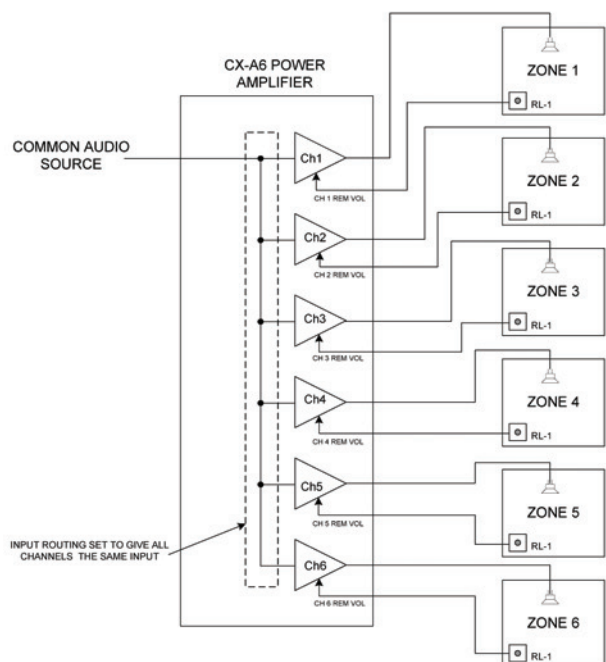 CX-A6 POWER
AMPLIFIER
COMMON AUDIO
SOURCE
Ch1
CH 1 REM VOL
ZONE 1
RL-1
Ch2
CH 2 REM VOL
ZONE 2
RL-1
Ch3
CH 3 REM VOL
ZONE 3
RL-1
Ch4
CH 4 REM VOL
ZONE 4
RL-1
Ch5
CH 5 REM VOL
ZONE 5
RL-1
INPUT ROUTING SET TO GIVE ALL
CHANNELS THE SAME INPUT
Ch6
CH 6 REM VOL
ZONE 6
RL-1